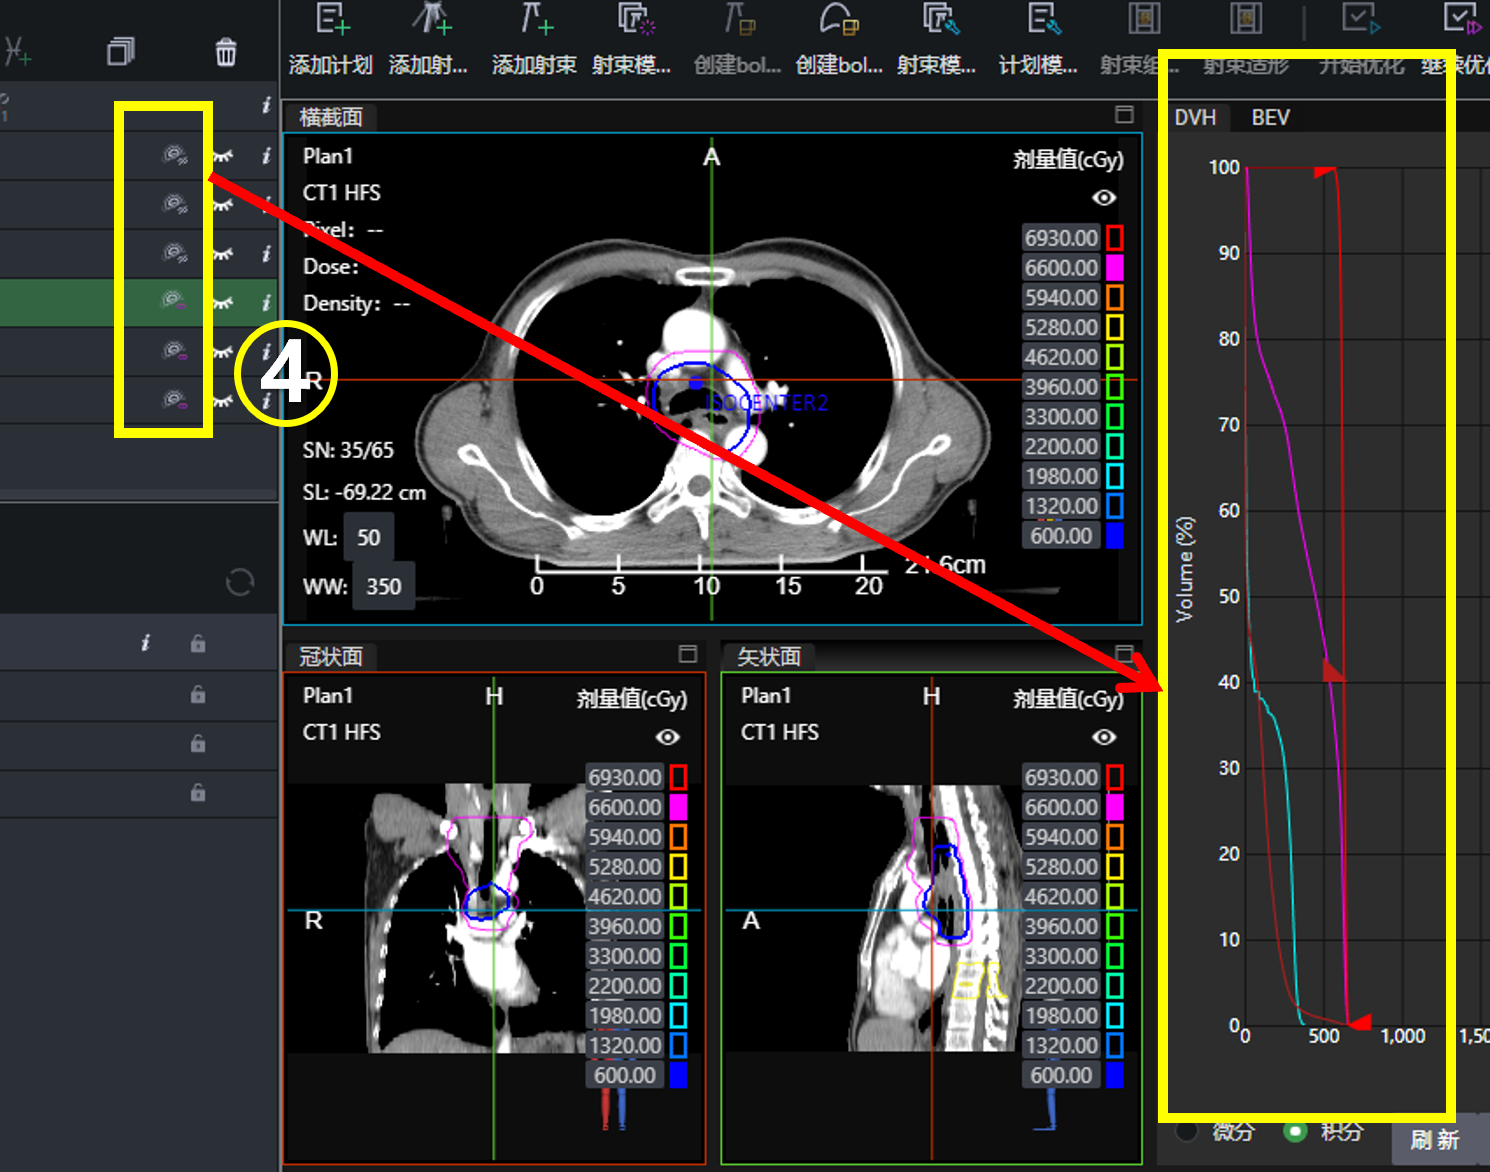 添加计划 添加射... 添加射束 射束模... 创建bol... 创建bol... 射束模... 计划模... 射束组... 射束适形 开始优化 继续优化
横截面
DVH BEV
Plan1
CT1 HFS
Pixel: --
Dose:
Density: --
A
R
剂量值(cGy)
6930.00
6600.00
5940.00
5280.00
4620.00
3960.00
3300.00
2200.00
1980.00
1320.00
600.00
ISOCENTER2
④
SN: 35/65
SL: -69.22 cm
WL: 50
WW: 350
0 5 10 15 20
21.6cm
冠状面
Plan1
CT1 HFS
H
R
剂量值(cGy)
6930.00
6600.00
5940.00
5280.00
4620.00
3960.00
3300.00
2200.00
1980.00
1320.00
600.00
矢状面
Plan1
CT1 HFS
H
A
剂量值(cGy)
6930.00
6600.00
5940.00
5280.00
4620.00
3960.00
3300.00
2200.00
1980.00
1320.00
600.00
Volume (%)
100
90
80
70
60
50
40
30
20
10
0
0 500 1,000 1,50
微分 积分 刷 新